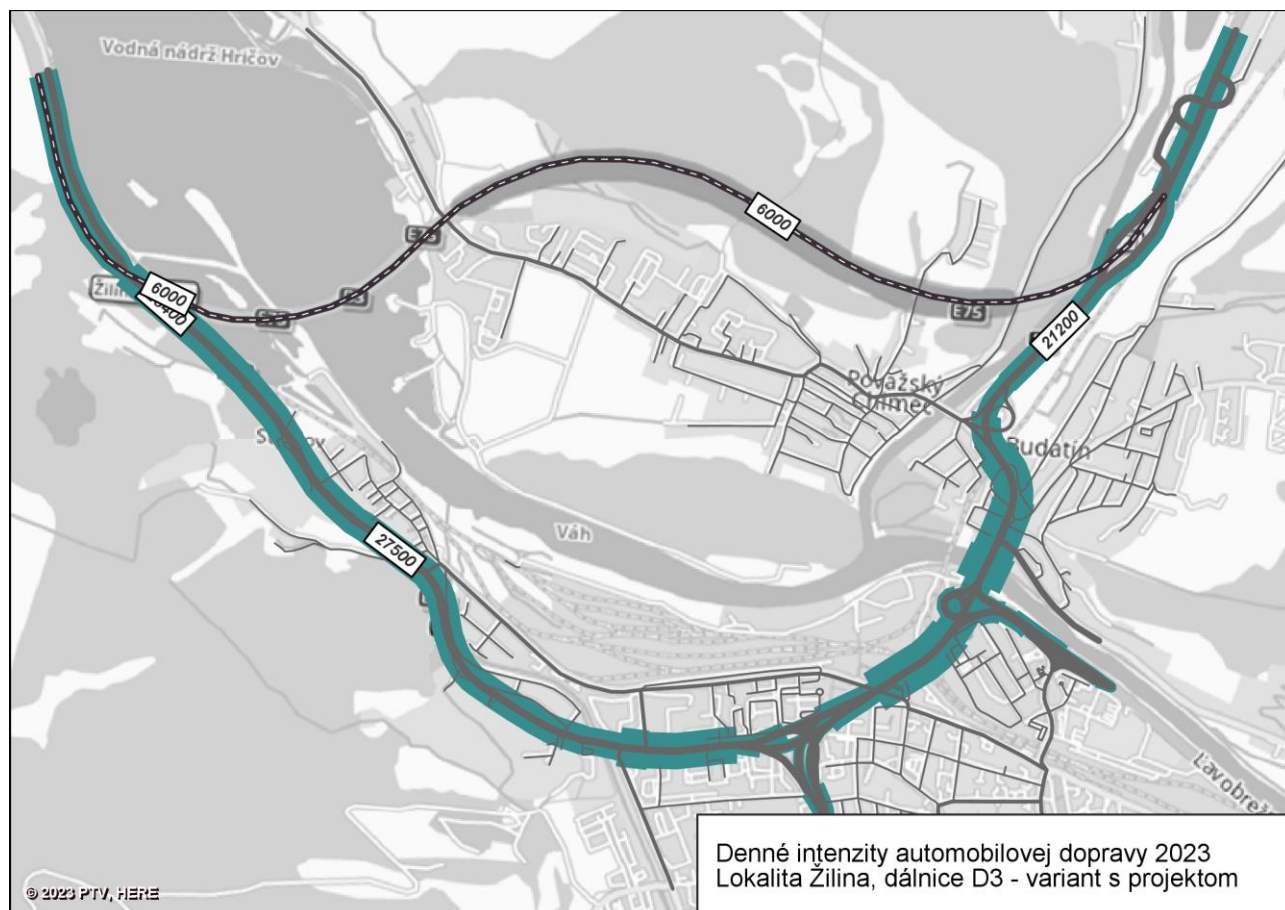 Vodná nádrž Hričov
6000
E75
6000
Žilina
21200
E75
E75
Považský
Chlmec
Budatín
Váh
27500
Denné intenzity automobilovej dopravy 2023
Lokalita Žilina, dálnice D3 - variant s projektom
© 2023 PTV, HERE